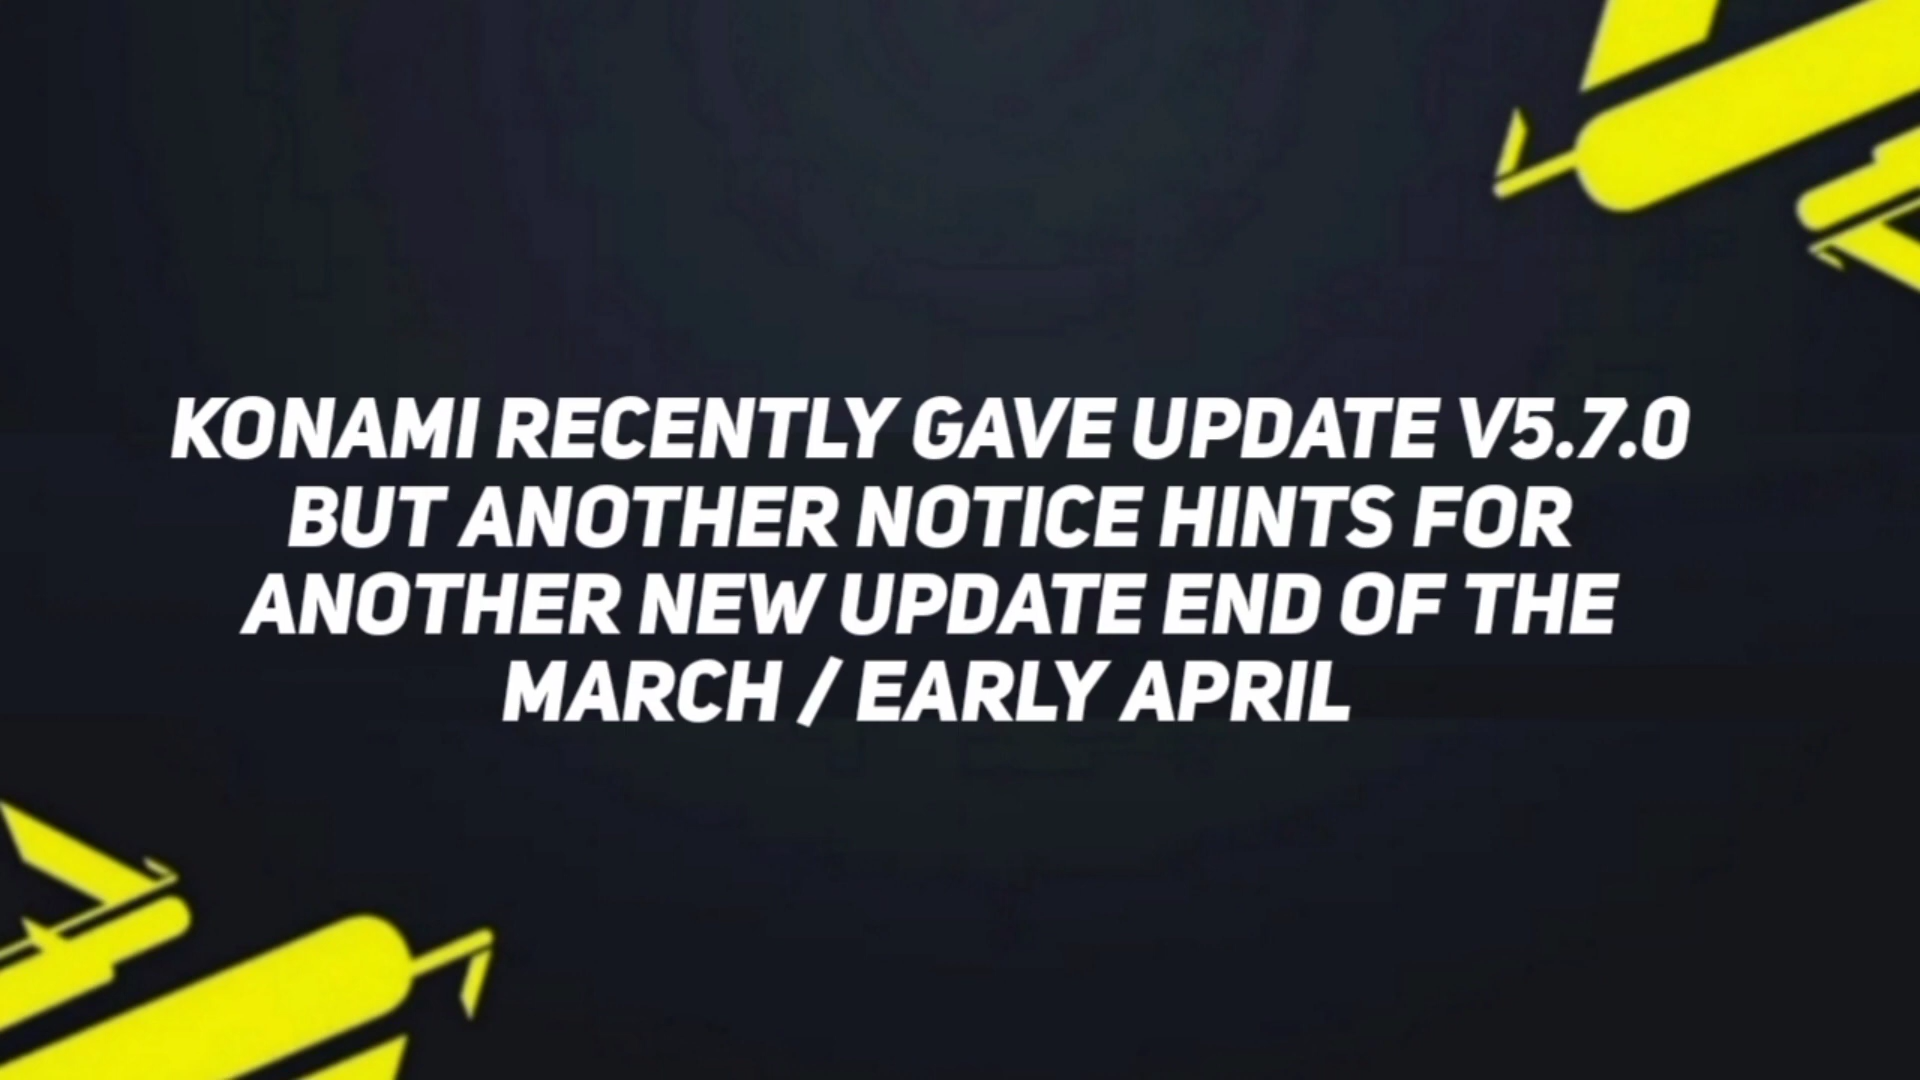 KONAMI RECENTLY GAVE UPDATE V5.7.0
BUT ANOTHER NOTICE HINTS FOR
ANOTHER NEW UPDATE END OF THE
MARCH / EARLY APRIL